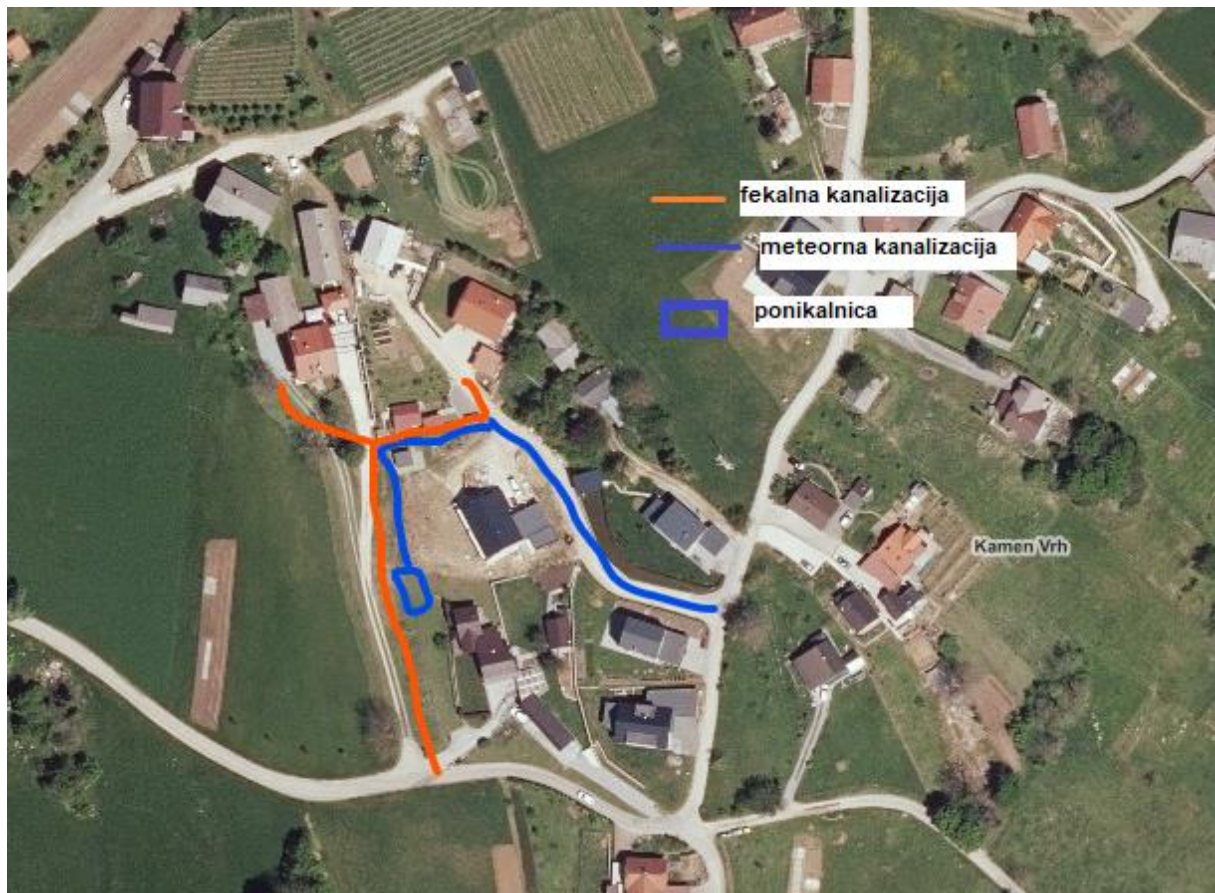 fekalna kanalizacija
meteorna kanalizacija
ponikalnica
Kamen Vrh